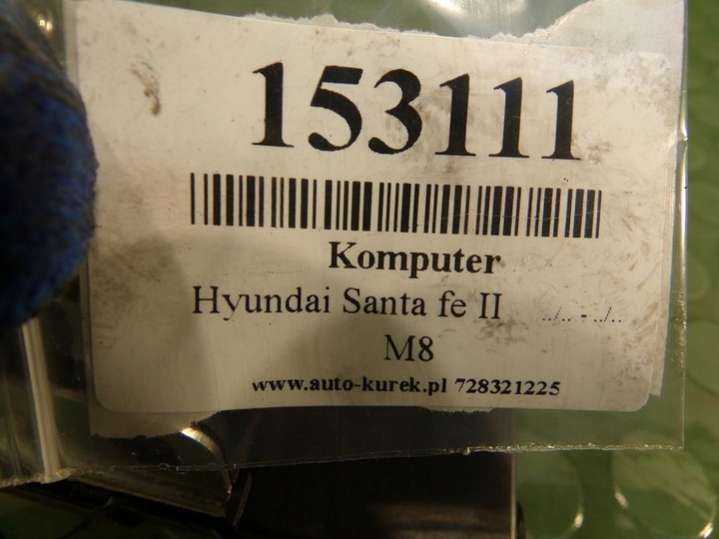 153111
Komputer
Hyundai Santa fe II ../.. - ../..
M8
www.auto-kurek.pl 728321225